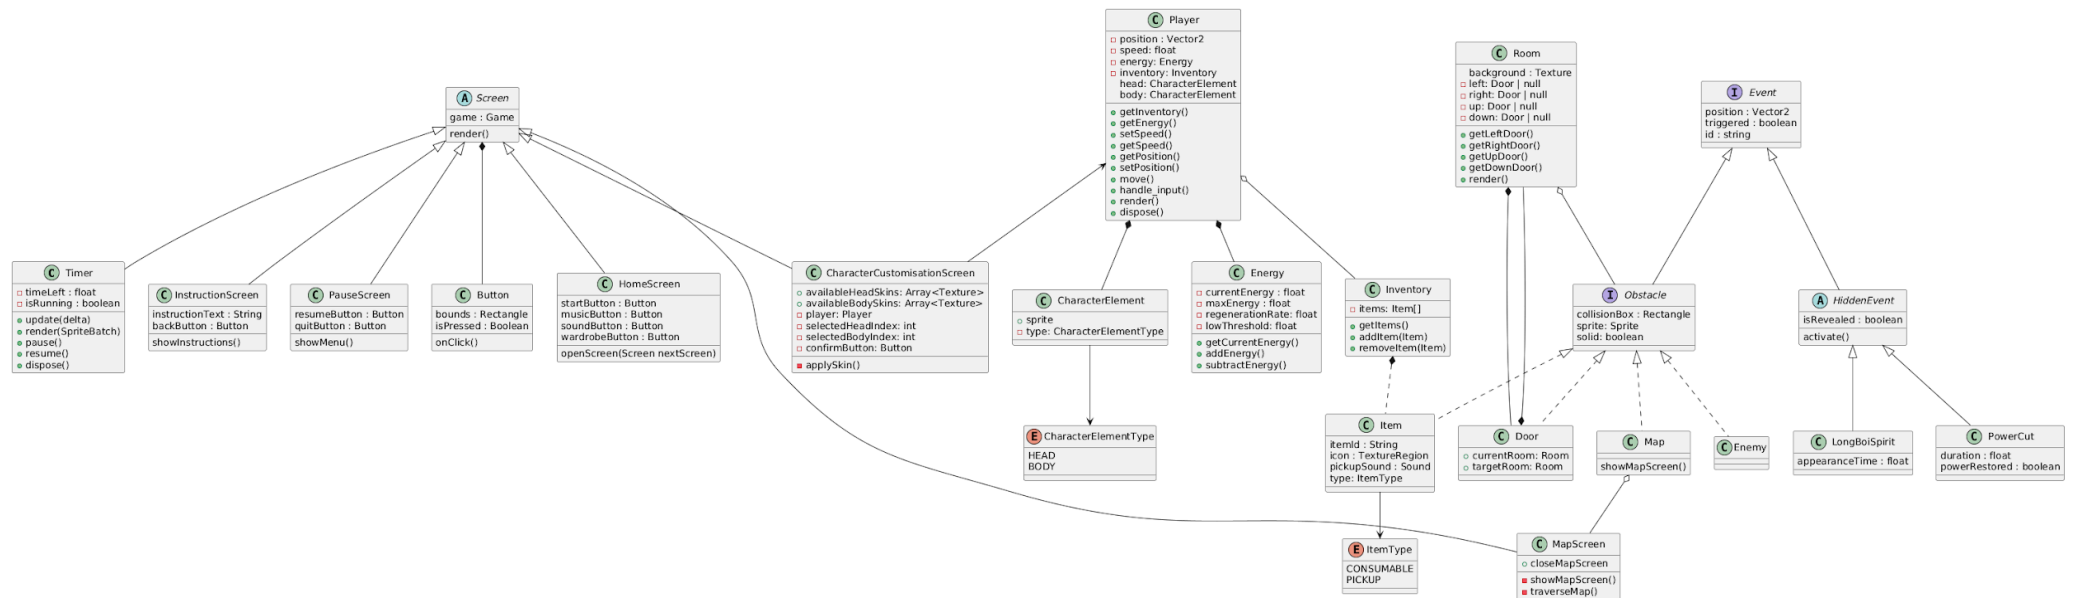 C Player
position : Vector2
speed: float
energy: Energy
inventory: Inventory
head: CharacterElement
body: CharacterElement
getInventory()
getEnergy()
setSpeed()
getSpeed()
getPosition()
setPosition()
move()
handle_input()
render()
dispose()
C Room
background : Texture
left: Door | null
right: Door | null
up: Door | null
down: Door | null
getLeftDoor()
getRightDoor()
getUpDoor()
getDownDoor()
render()
A Screen
game : Game
render()
I Event
position : Vector2
triggered : boolean
id : string
C Timer
timeLeft : float
isRunning : boolean
update(delta)
render(SpriteBatch)
pause()
resume()
dispose()
C InstructionScreen
instructionText : String
backButton : Button
showInstructions()
C PauseScreen
resumeButton : Button
quitButton : Button
showMenu()
C Button
bounds : Rectangle
isPressed : Boolean
onClick()
C HomeScreen
startButton : Button
musicButton : Button
soundButton : Button
wardrobeButton : Button
openScreen(Screen nextScreen)
C CharacterCustomisationScreen
availableHeadSkins: Array<Texture>
availableBodySkins: Array<Texture>
player: Player
selectedHeadIndex: int
selectedBodyIndex: int
confirmButton: Button
applySkin()
C CharacterElement
sprite
type: CharacterElementType
C Energy
currentEnergy : float
maxEnergy : float
regenerationRate: float
lowThreshold: float
getCurrentEnergy()
addEnergy()
subtractEnergy()
C Inventory
items: Item[]
getItems()
addItem(Item)
removeItem(Item)
I Obstacle
collisionBox : Rectangle
sprite: Sprite
solid: boolean
A HiddenEvent
isRevealed : boolean
activate()
E CharacterElementType
HEAD
BODY
C Item
itemId : String
icon : TextureRegion
pickupSound : Sound
type: ItemType
C Door
currentRoom: Room
targetRoom: Room
C Map
showMapScreen()
C Enemy
C LongBoiSpirit
appearanceTime : float
C PowerCut
duration : float
powerRestored : boolean
E ItemType
CONSUMABLE
PICKUP
C MapScreen
closeMapScreen
showMapScreen()
traverseMap()